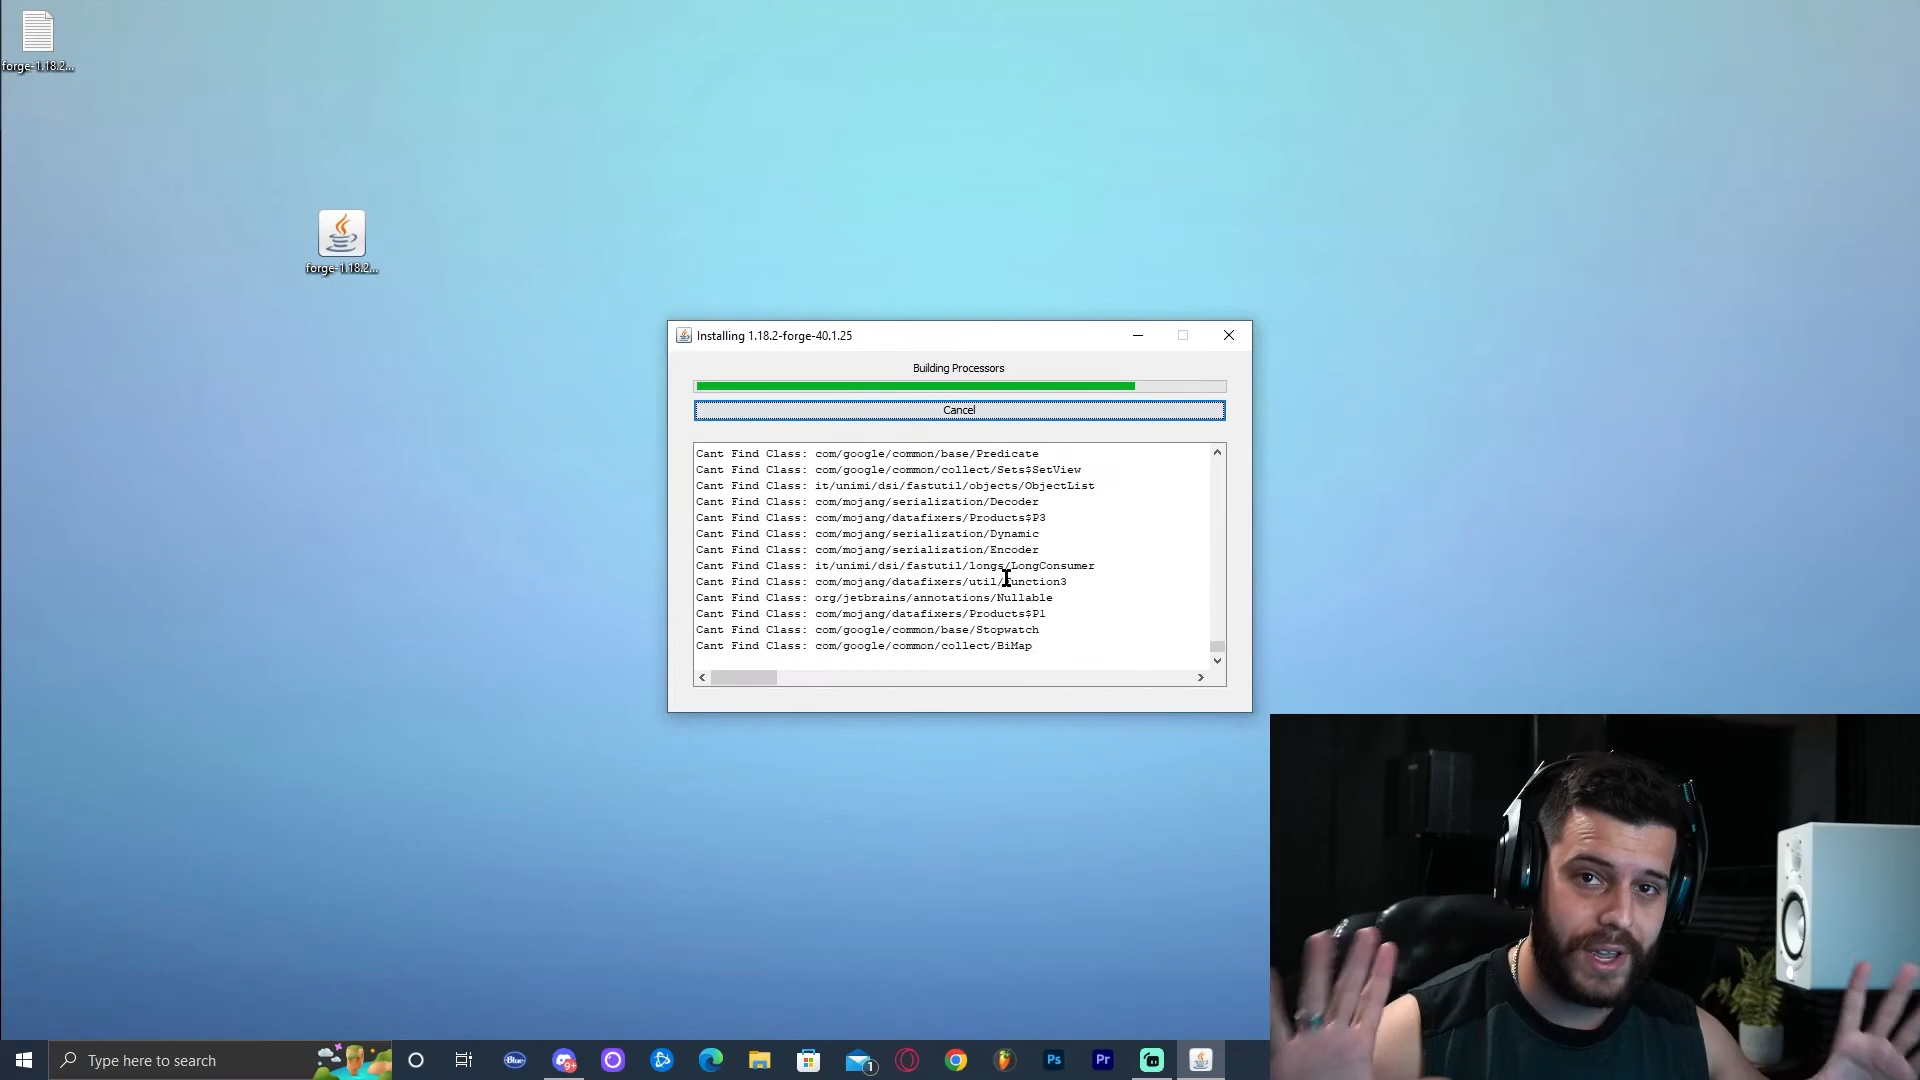 forge-1.18.2...
forge-1.18.2...
Installing 1.18.2-forge-40.1.25
Building Processors
Cancel
Cant Find Class: com/google/common/base/Predicate
Cant Find Class: com/google/common/collect/Sets$SetView
Cant Find Class: it/unimi/dsi/fastutil/objects/ObjectList
Cant Find Class: com/mojang/serialization/Decoder
Cant Find Class: com/mojang/datafixers/Products$P3
Cant Find Class: com/mojang/serialization/Dynamic
Cant Find Class: com/mojang/serialization/Encoder
Cant Find Class: it/unimi/dsi/fastutil/longs/LongConsumer
Cant Find Class: com/mojang/datafixers/util/Function3
Cant Find Class: org/jetbrains/annotations/Nullable
Cant Find Class: com/mojang/datafixers/Products$P1
Cant Find Class: com/google/common/base/Stopwatch
Cant Find Class: com/google/common/collect/BiMap
Type here to search
Blue
9+
1
Ps
Pr